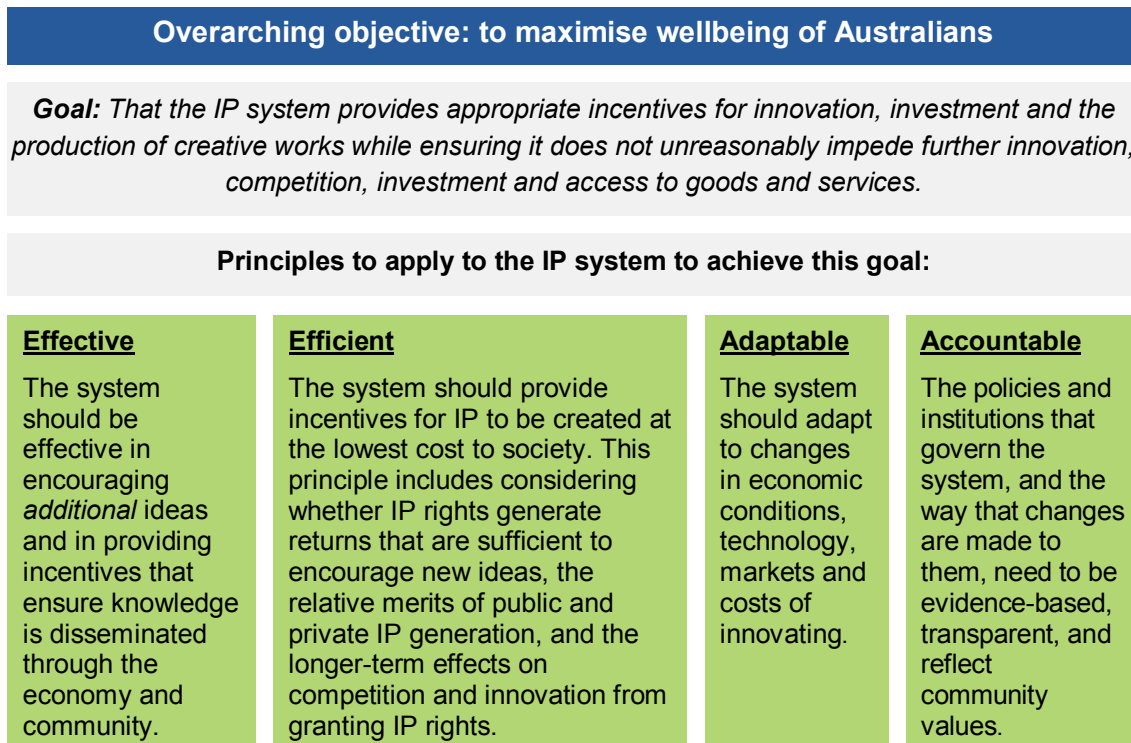 Overarching objective: to maximise wellbeing of Australians
Goal: That the IP system provides appropriate incentives for innovation, investment and the
production of creative works while ensuring it does not unreasonably impede further innovation,
competition, investment and access to goods and services.
Principles to apply to the IP system to achieve this goal:
Effective
The system
should be
effective in
encouraging
additional ideas
and in providing
incentives that
ensure knowledge
is disseminated
through the
economy and
community.
Efficient
The system should provide
incentives for IP to be created at
the lowest cost to society. This
principle includes considering
whether IP rights generate
returns that are sufficient to
encourage new ideas, the
relative merits of public and
private IP generation, and the
longer-term effects on
competition and innovation from
granting IP rights.
Adaptable
The system
should adapt
to changes
in economic
conditions,
technology,
markets and
costs of
innovating.
Accountable
The policies and
institutions that
govern the
system, and the
way that changes
are made to
them, need to be
evidence-based,
transparent, and
reflect
community
values.